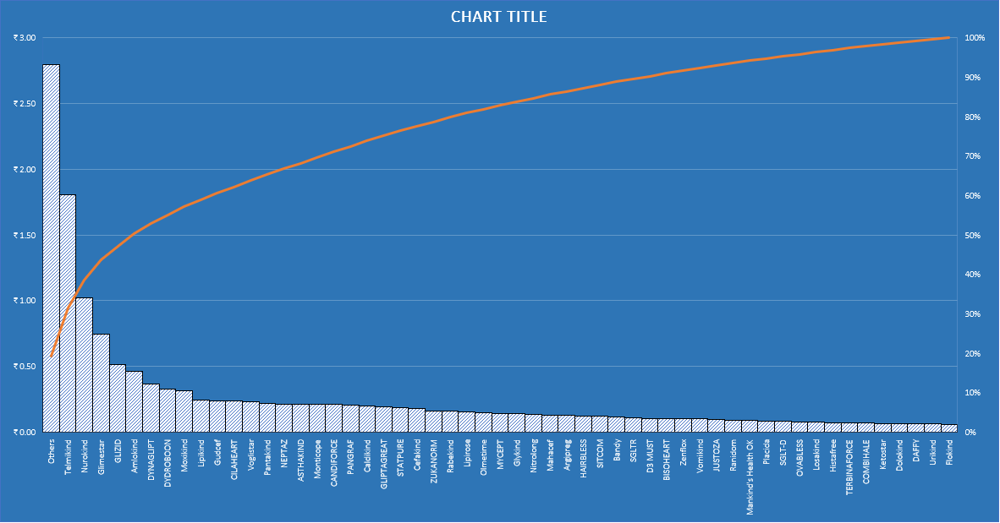 CHART TITLE
₹ 3.00
₹ 2.50
₹ 2.00
₹ 1.50
₹ 1.00
₹ 0.50
₹ 0.00
100%
90%
80%
70%
60%
50%
40%
30%
20%
10%
0%
Others
Telmikind
Nurokind
Glimestar
GLIZID
Amlokind
DYNAGLIPT
DYDROBOON
Moxikind
Lipikind
Gudcef
CILAHEART
Voglistar
Pantakind
NEPTAZ
ASTHAKIND
Monticope
CANDIFORCE
PANGRAF
Caldikind
GLIPTAGREAT
STATPURE
Cefakind
ZUKANORM
Rabekind
Lipirose
Olmetime
MYCEPT
Glykind
Nitrolong
Mahacef
Argipreg
HAIRBLESS
SITCOM
Bandy
SGLTR
D3 MUST
BISOHEART
Zenflox
Vomikind
JUSTOZA
Ranidom
Mankind's Health OK
Placida
SGLT-D
OVABLESS
Losakind
Histafree
TERBINAFORCE
COMBIHALE
Ketostar
Dolokind
DAFFY
Urikind
Flokind